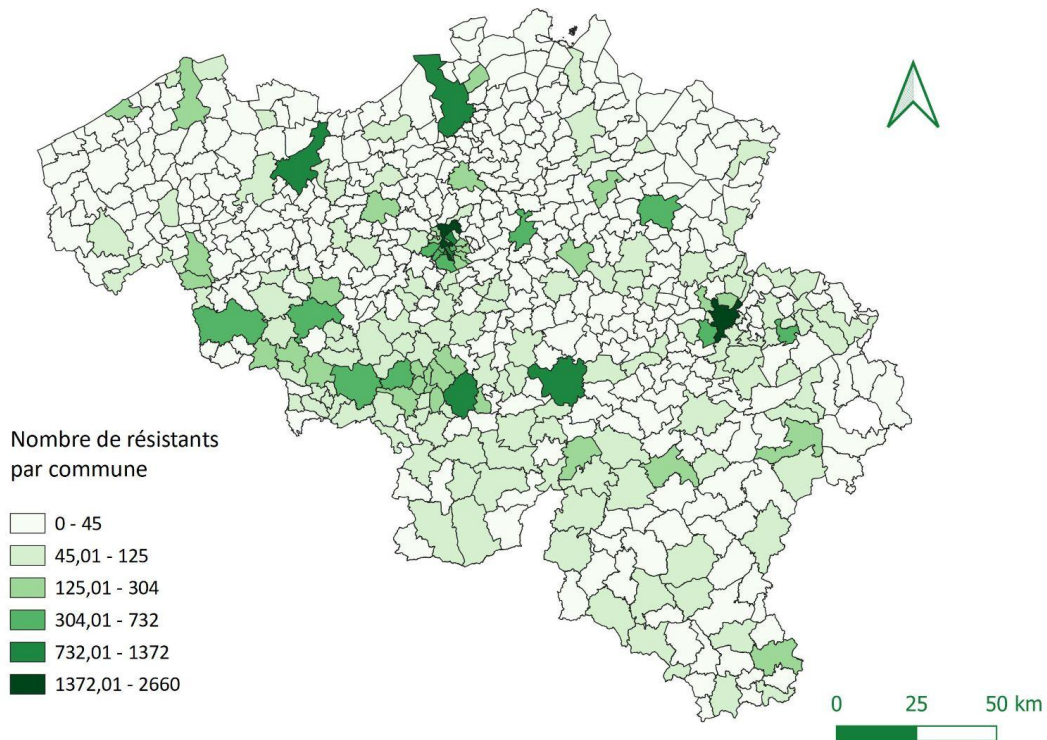 Nombre de résistants
par commune
0 - 45
45,01 - 125
125,01 - 304
304,01 - 732
732,01 - 1372
1372,01 - 2660
0 25 50 km